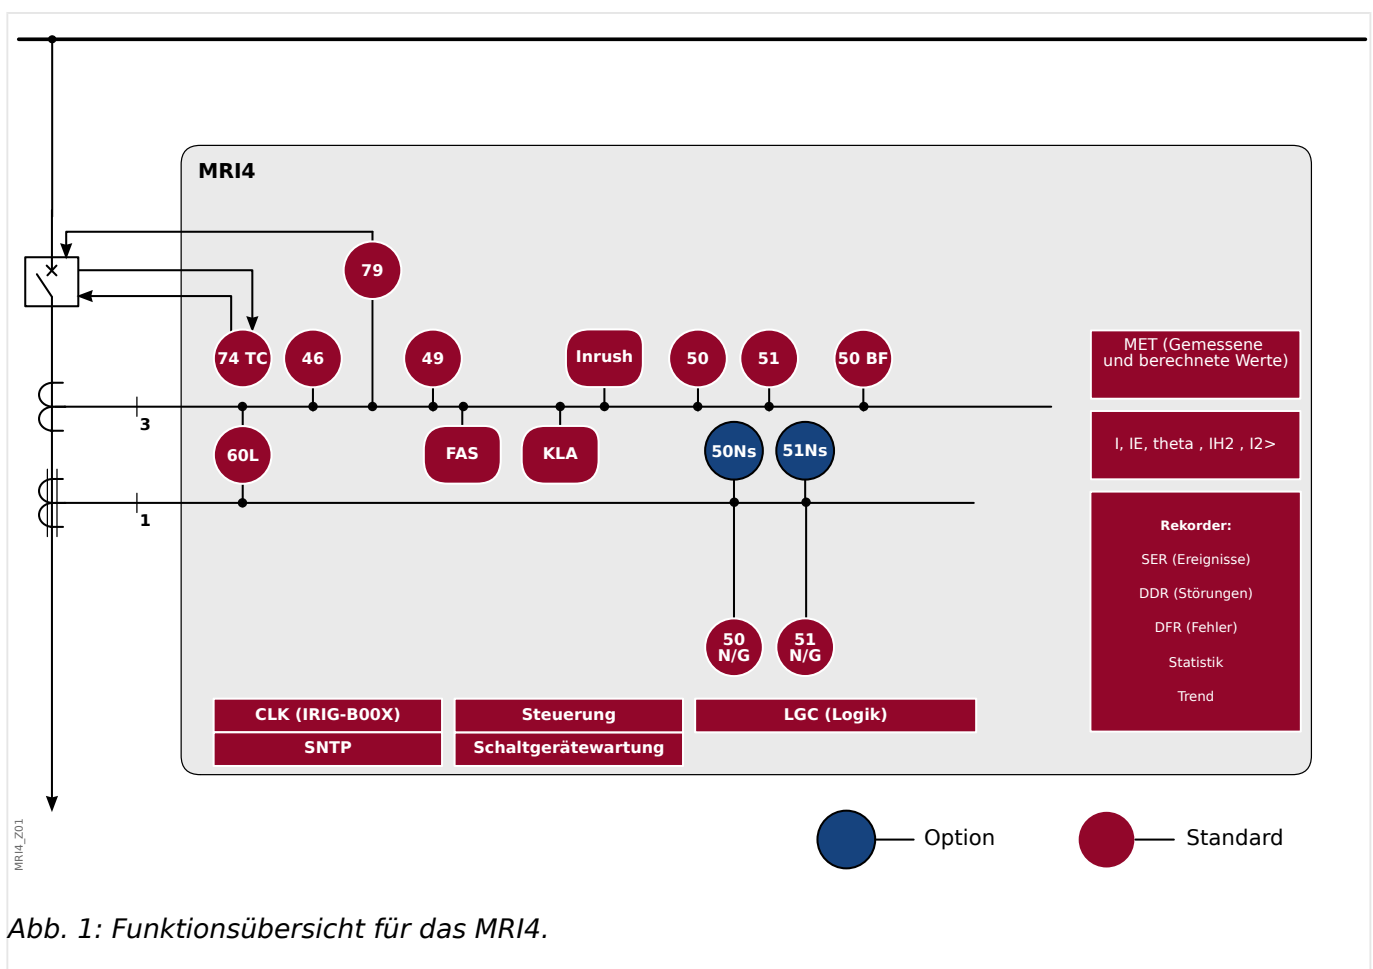 MRI4
79
74 TC
46
49
Inrush
50
51
50 BF
3
60L
FAS
KLA
50Ns
51Ns
1
50
N/G
51
N/G
MET (Gemessene
und berechnete Werte)
I, IE, theta , IH2 , I2>
Rekorder:
SER (Ereignisse)
DDR (Störungen)
DFR (Fehler)
Statistik
Trend
CLK (IRIG-B00X)
SNTP
Steuerung
Schaltgerätewartung
LGC (Logik)
Option
Standard
MRI4_Z01
Abb. 1: Funktionsübersicht für das MRI4.